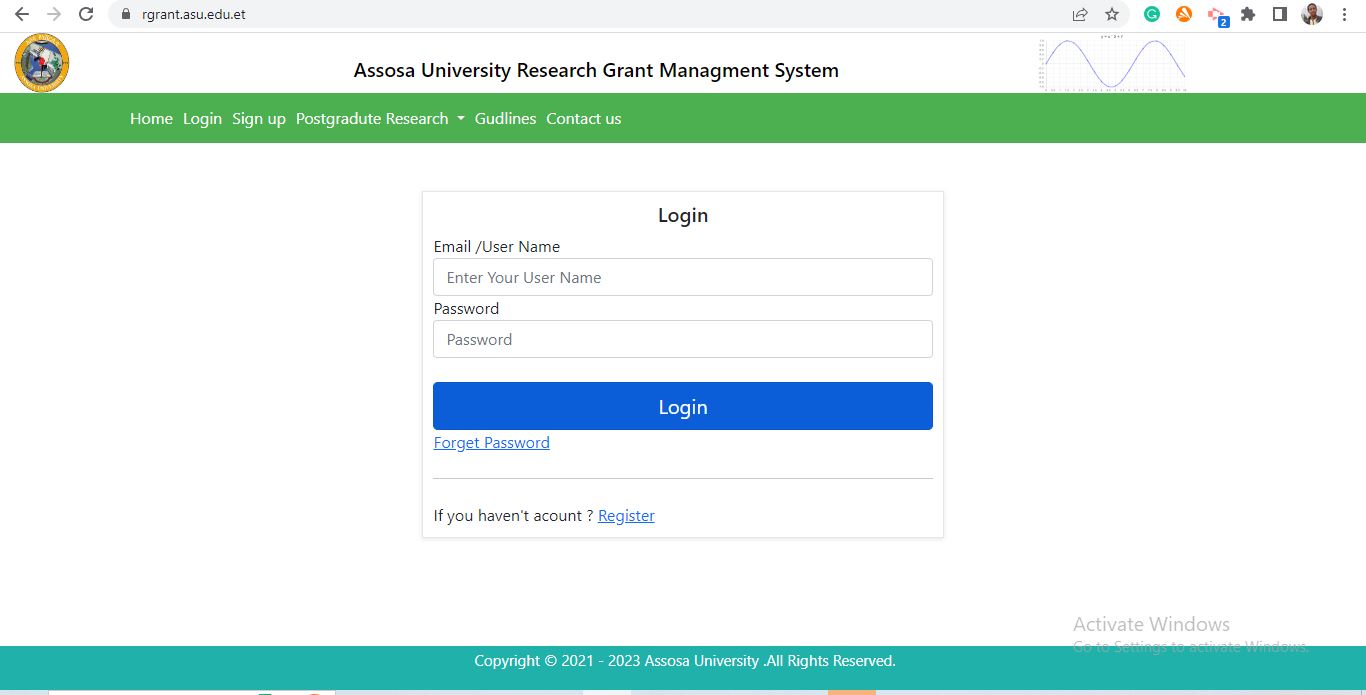 rgrant.asu.edu.et
2
Assosa University Research Grant Managment System
Home Login Sign up Postgradute Research Gudlines Contact us
Login
Email /User Name
Enter Your User Name
Password
Password
Login
Forget Password
If you haven't acount ? Register
Activate Windows
Go to Settings to activate Windows.
Copyright © 2021 - 2023 Assosa University .All Rights Reserved.